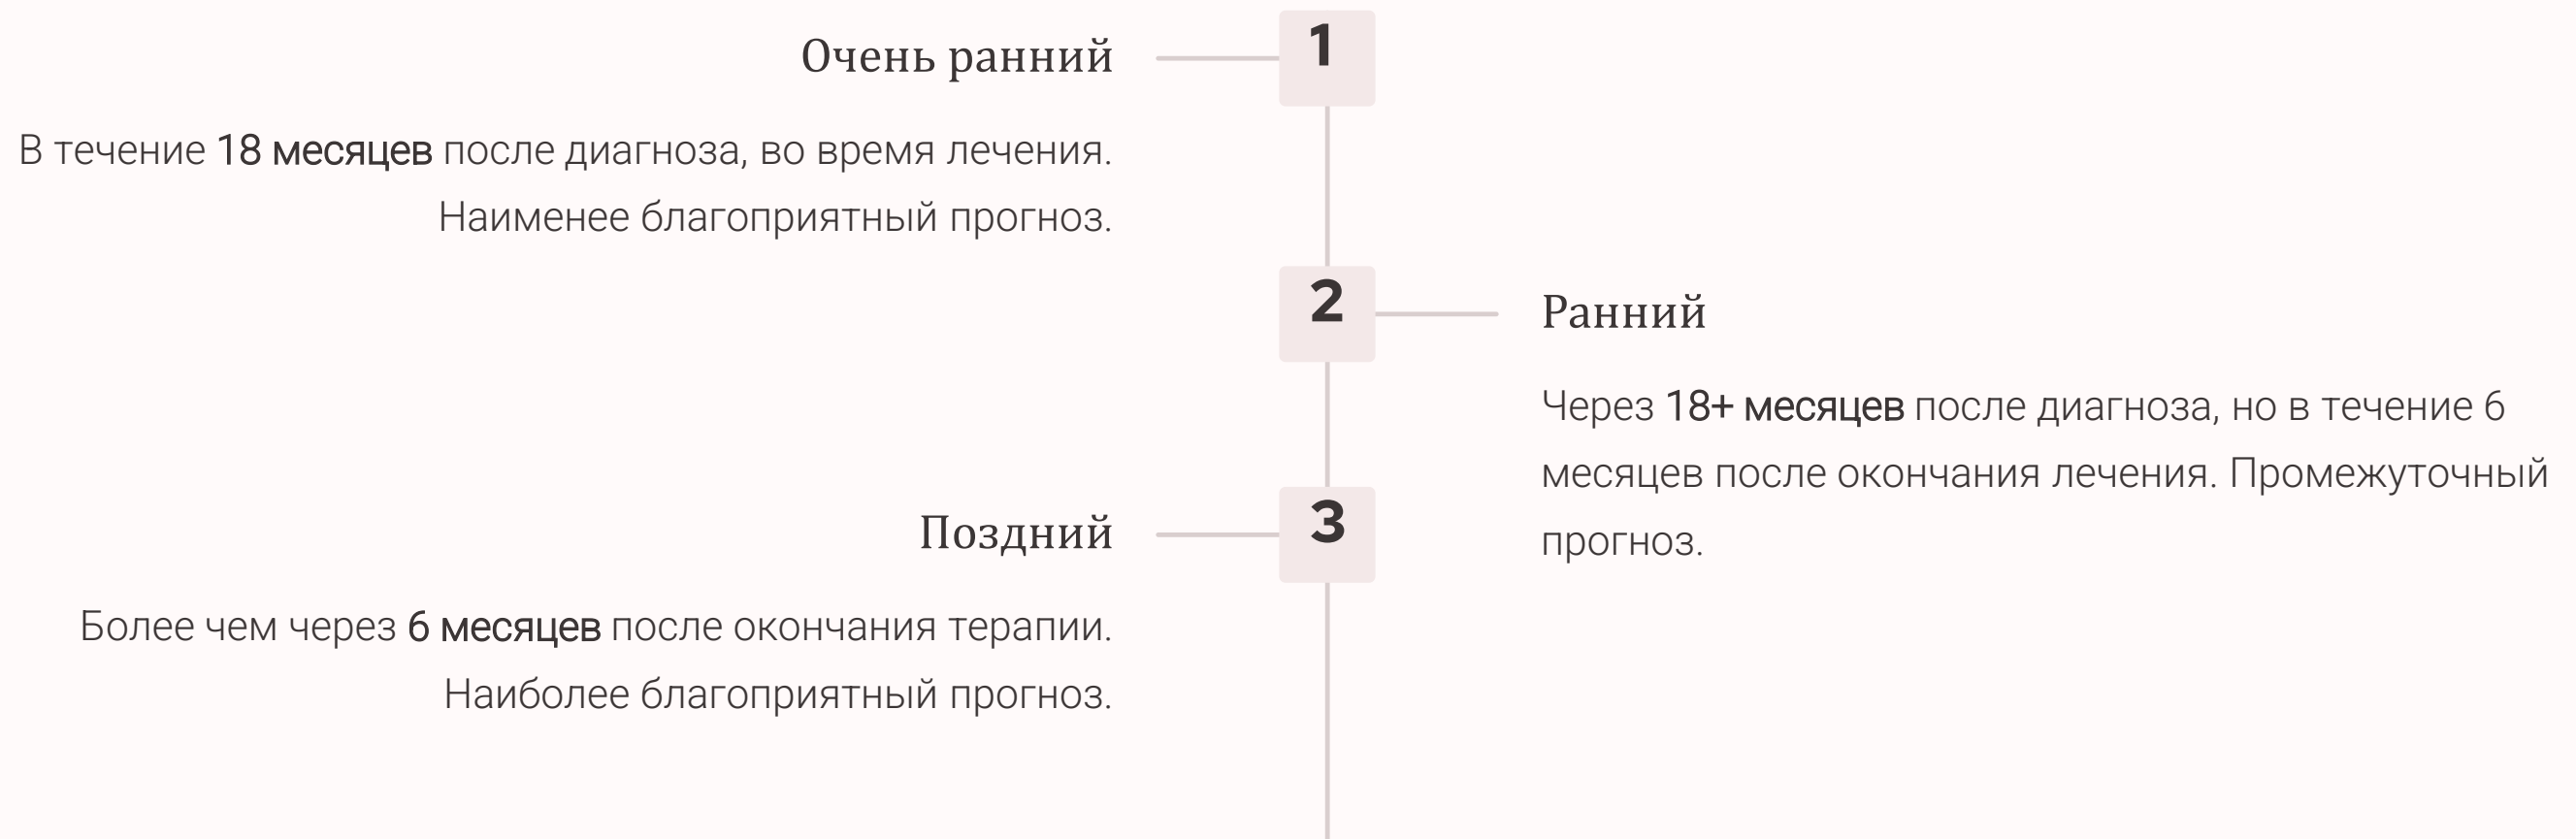 1
Очень ранний
В течение 18 месяцев после диагноза, во время лечения.
Наименее благоприятный прогноз.
2
Ранний
Через 18+ месяцев после диагноза, но в течение 6
месяцев после окончания лечения. Промежуточный
прогноз.
3
Поздний
Более чем через 6 месяцев после окончания терапии.
Наиболее благоприятный прогноз.